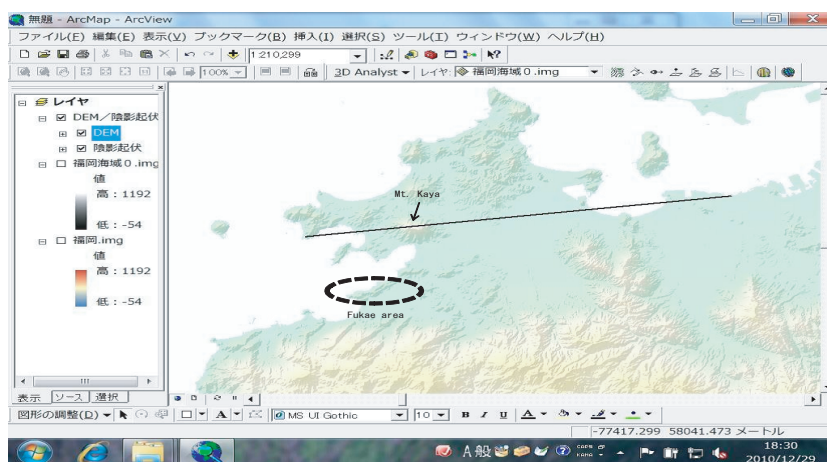 無題 - ArcMap - ArcView
ファイル(F) 編集(E) 表示(V) ブックマーク(B) 挿入(I) 選択(S) ツール(T) ウィンドウ(W) ヘルプ(H)
1:210,299
100% 3D Analyst レイヤ: 福岡海域0.img
レイヤ
DEM/陰影起伏
DEM
陰影起伏
福岡海域0.img
値
高 : 1192
低 : -54
福岡.img
値
高 : 1192
低 : -54
Mt. Kaya
Fukae area
表示 ソース 選択
図形の調整(D) A MS UI Gothic 10 B I U A
-77417.299 58041.473 メートル
A 般 CAPS KANA 18:30
2010/12/29